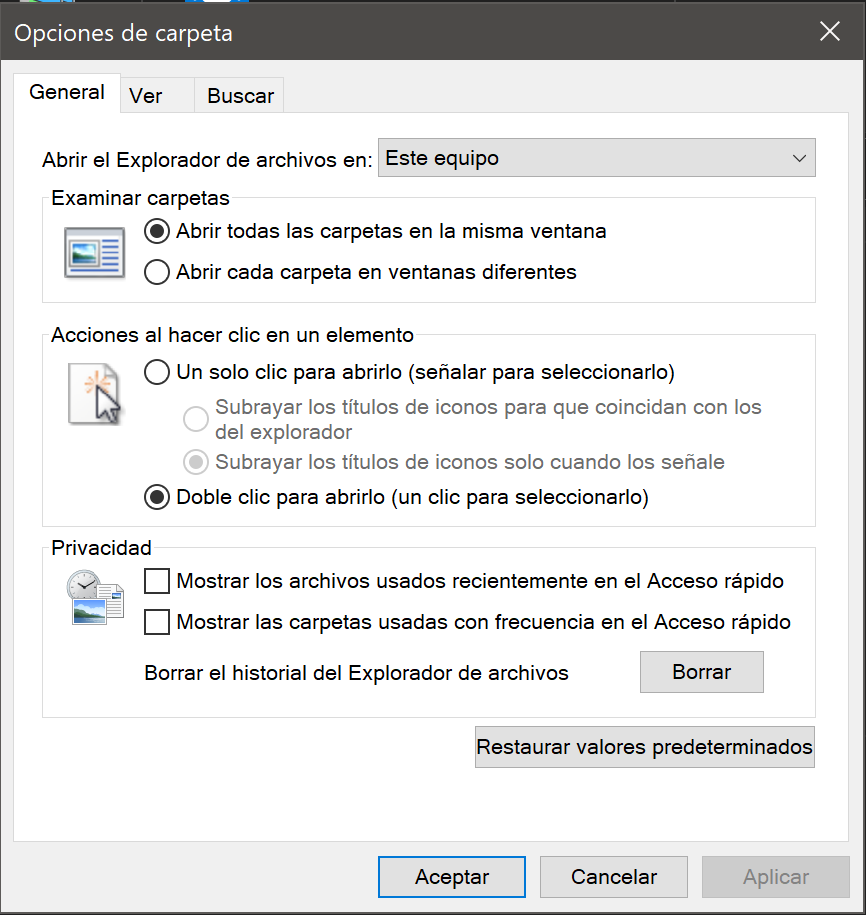 Opciones de carpeta
General
Ver
Buscar
Abrir el Explorador de archivos en:
Este equipo
Examinar carpetas
Abrir todas las carpetas en la misma ventana
Abrir cada carpeta en ventanas diferentes
Acciones al hacer clic en un elemento
Un solo clic para abrirlo (señalar para seleccionarlo)
Subrayar los títulos de iconos para que coincidan con los
del explorador
Subrayar los títulos de iconos solo cuando los señale
Doble clic para abrirlo (un clic para seleccionarlo)
Privacidad
Mostrar los archivos usados recientemente en el Acceso rápido
Mostrar las carpetas usadas con frecuencia en el Acceso rápido
Borrar el historial del Explorador de archivos
Borrar
Restaurar valores predeterminados
Aceptar
Cancelar
Aplicar